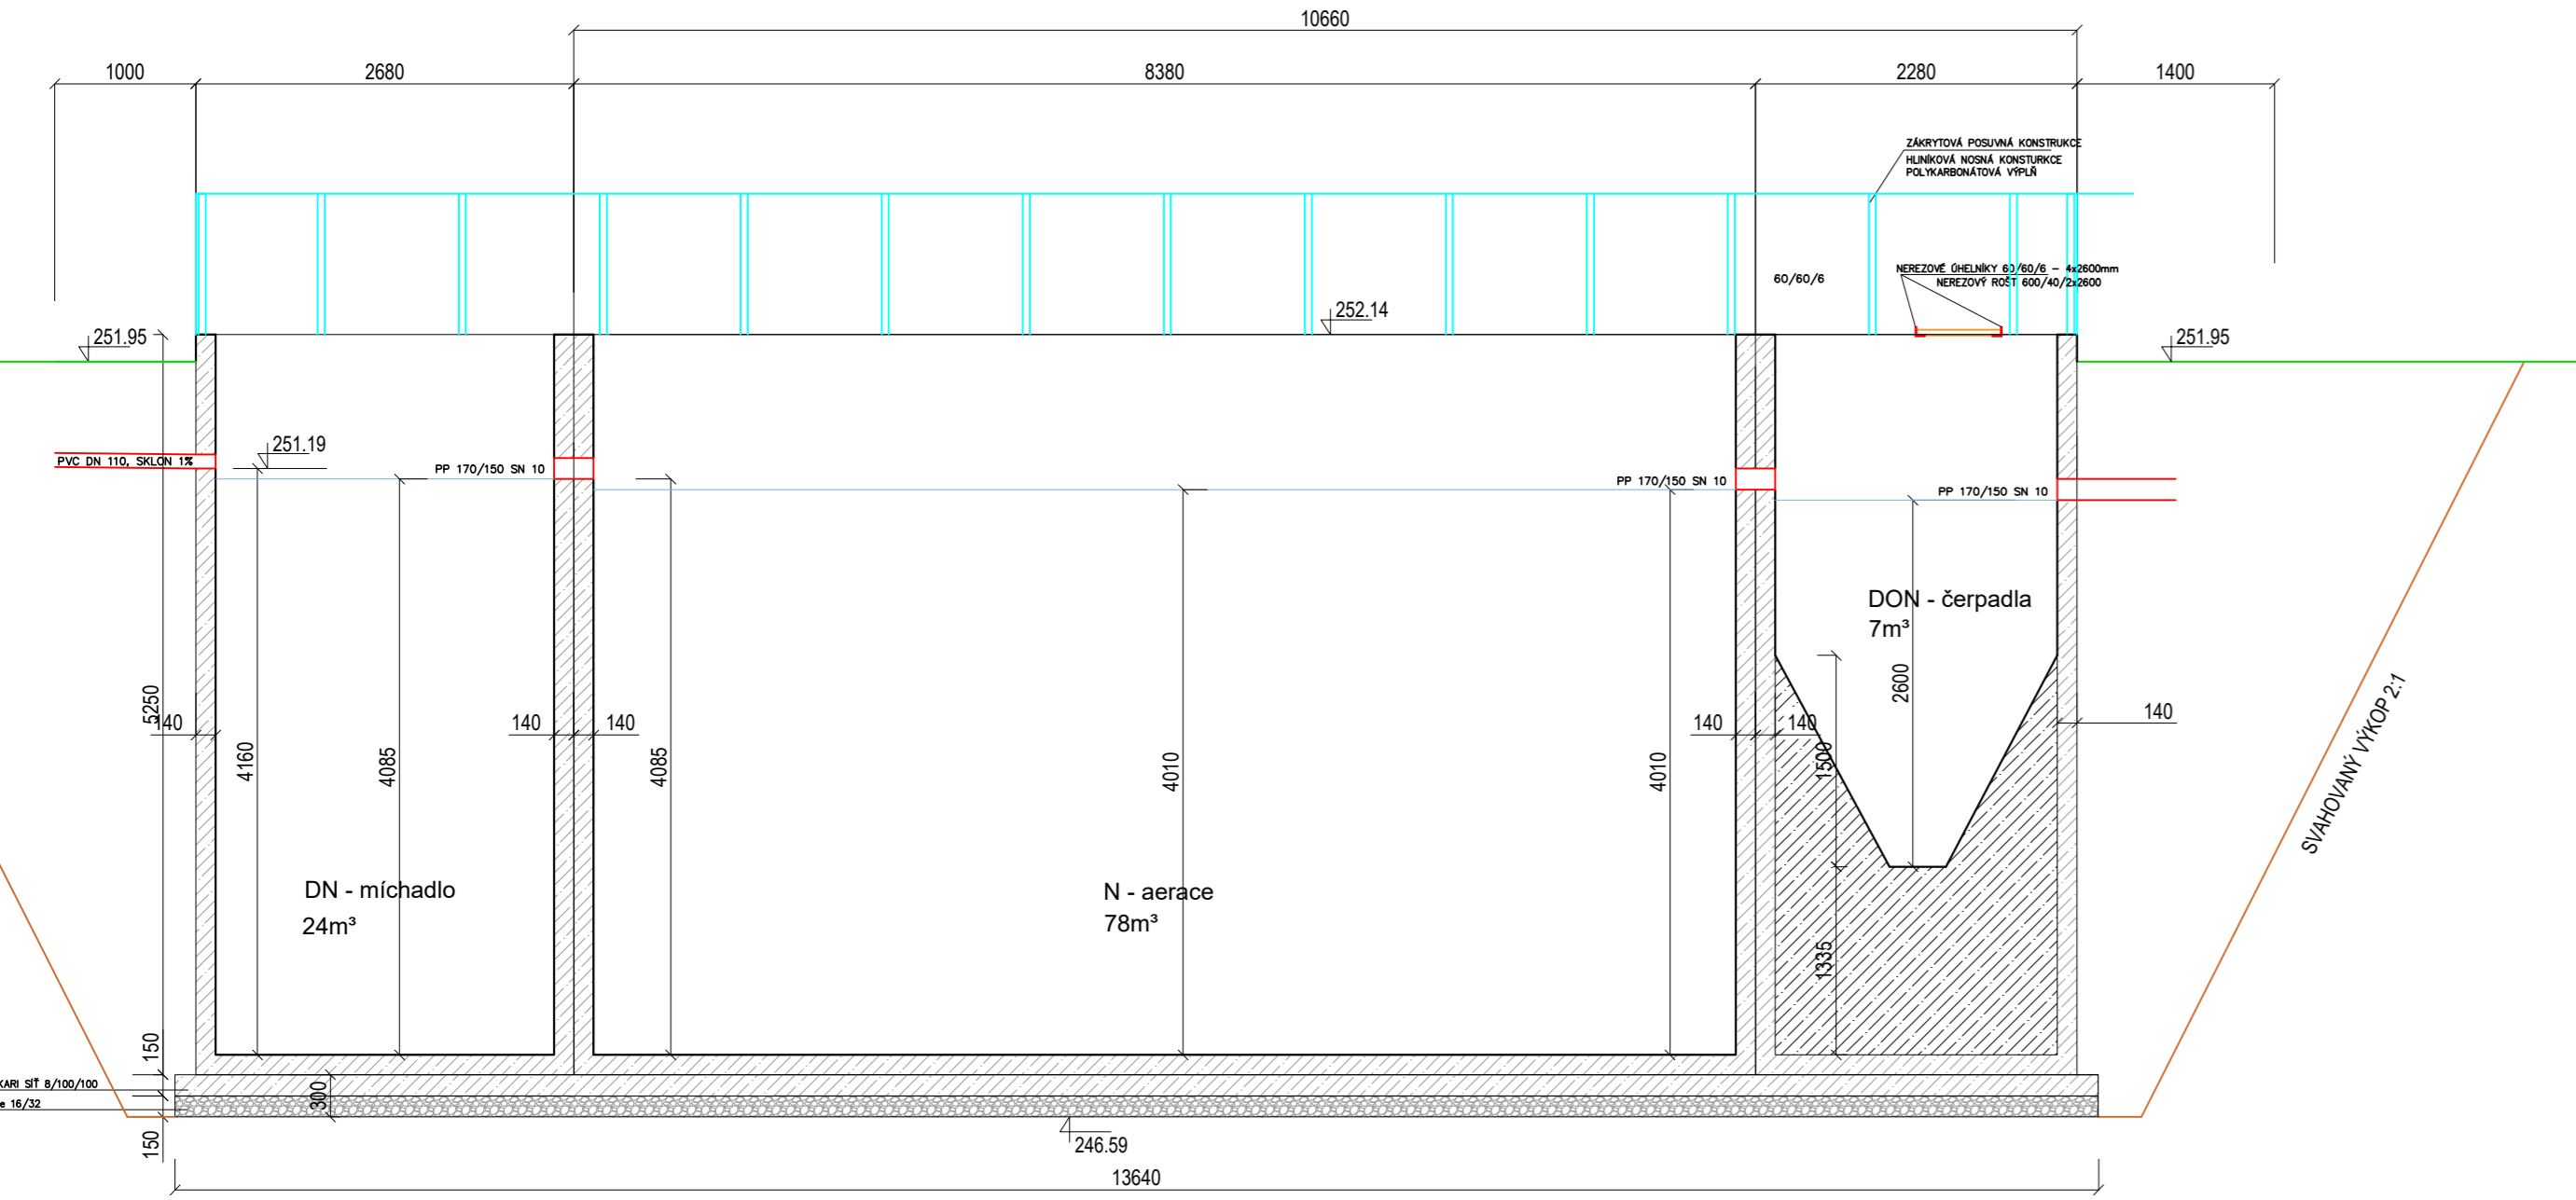 10660
1000
2680
8380
2280
1400
ZÁKRYTOVÁ POSUVNÁ KONSTRUKCE
HLINÍKOVÁ NOSNÁ KONSTURKCE
POLYKARBONÁTOVÁ VÝPLŇ
NEREZOVÉ ÚHELNÍKY 60/60/6 - 4x2600mm
NEREZOVÝ ROŠT 600/40/2x2600
60/60/6
252.14
251.95
251.95
251.19
PVC DN 110, SKLON 1%
PP 170/150 SN 10
PP 170/150 SN 10
PP 170/150 SN 10
DON - čerpadla
7m³
2600
5250
140
140
140
140
140
140
4160
4085
4085
4010
4010
1500
SVAHOVANÝ VÝKOP 2:1
DN - míchadlo
24m³
N - aerace
78m³
1335
150
KARI SÍŤ 8/100/100
300
e 16/32
150
246.59
13640